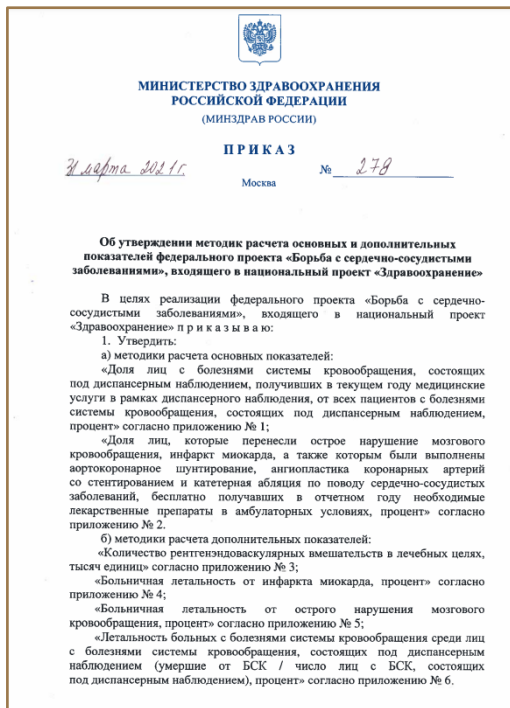 МИНИСТЕРСТВО ЗДРАВООХРАНЕНИЯ
РОССИЙСКОЙ ФЕДЕРАЦИИ
(МИНЗДРАВ РОССИИ)
П Р И К А З
31 марта 2021 г. № 278
Москва
Об утверждении методик расчета основных и дополнительных
показателей федерального проекта «Борьба с сердечно-сосудистыми
заболеваниями», входящего в национальный проект «Здравоохранение»
В целях реализации федерального проекта «Борьба с сердечно-
сосудистыми заболеваниями», входящего в национальный проект
«Здравоохранение» п р и к а з ы в а ю:
1. Утвердить:
а) методики расчета основных показателей:
«Доля лиц с болезнями системы кровообращения, состоящих
под диспансерным наблюдением, получивших в текущем году медицинские
услуги в рамках диспансерного наблюдения, от всех пациентов с болезнями
системы кровообращения, состоящих под диспансерным наблюдением,
процент» согласно приложению № 1;
«Доля лиц, которые перенесли острое нарушение мозгового
кровообращения, инфаркт миокарда, а также которым были выполнены
аортокоронарное шунтирование, ангиопластика коронарных артерий
со стентированием и катетерная абляция по поводу сердечно-сосудистых
заболеваний, бесплатно получавших в отчетном году необходимые
лекарственные препараты в амбулаторных условиях, процент» согласно
приложению № 2.
б) методики расчета дополнительных показателей:
«Количество рентгенэндоваскулярных вмешательств в лечебных целях,
тысяч единиц» согласно приложению № 3;
«Больничная летальность от инфаркта миокарда, процент» согласно
приложению № 4;
«Больничная летальность от острого нарушения мозгового
кровообращения, процент» согласно приложению № 5;
«Летальность больных с болезнями системы кровообращения среди лиц
с болезнями системы кровообращения, состоящих под диспансерным
наблюдением (умершие от БСК / число лиц с БСК, состоящих
под диспансерным наблюдением), процент» согласно приложению № 6.